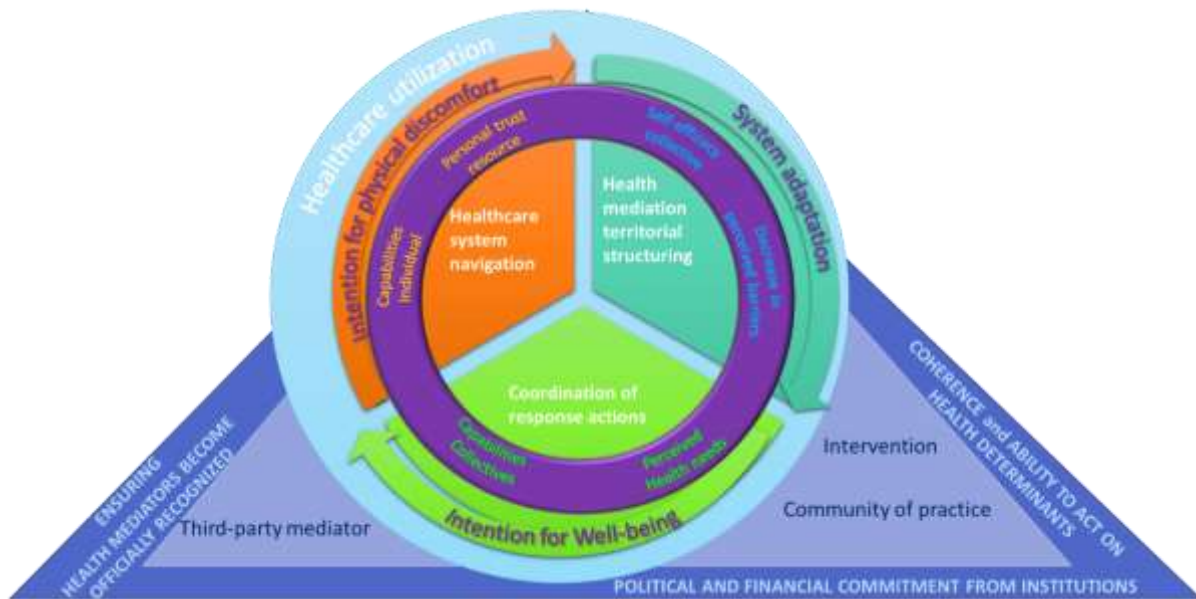 Healthcare utilization
Intention for physical discomfort
System adaptation
Personal trust
resource
Self efficacy
collective
Capabilities
Individual
Decrease in
perceived barriers
Healthcare
system
navigation
Health
mediation
territorial
structuring
Coordination of
response actions
Capabilities
Collectives
Perceived
Health needs
Intention for Well-being
Third-party mediator
Intervention
Community of practice
ENSURING
HEALTH MEDIATORS BECOME
OFFICIALLY RECOGNIZED
COHERENCE and ABILITY TO ACT ON
HEALTH DETERMINANTS
POLITICAL AND FINANCIAL COMMITMENT FROM INSTITUTIONS